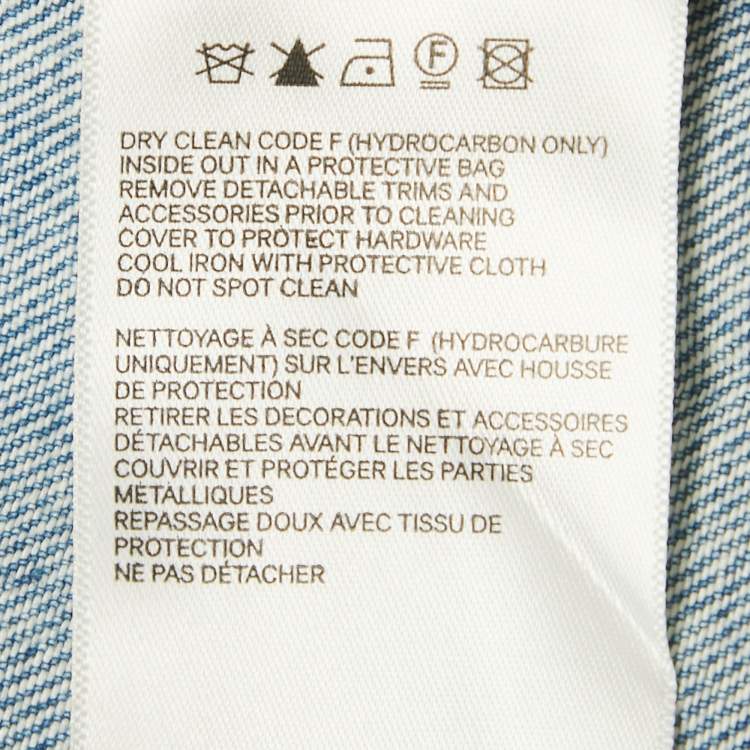 F
DRY CLEAN CODE F (HYDROCARBON ONLY)
INSIDE OUT IN A PROTECTIVE BAG
REMOVE DETACHABLE TRIMS AND
ACCESSORIES PRIOR TO CLEANING
COVER TO PROTECT HARDWARE
COOL IRON WITH PROTECTIVE CLOTH
DO NOT SPOT CLEAN
NETTOYAGE À SEC CODE F (HYDROCARBURE
UNIQUEMENT) SUR L'ENVERS AVEC HOUSSE
DE PROTECTION
RETIRER LES DECORATIONS ET ACCESSOIRES
DÉTACHABLES AVANT LE NETTOYAGE À SEC
COUVRIR ET PROTÉGER LES PARTIES
MÉTALLIQUES
REPASSAGE DOUX AVEC TISSU DE
PROTECTION
NE PAS DÉTACHER